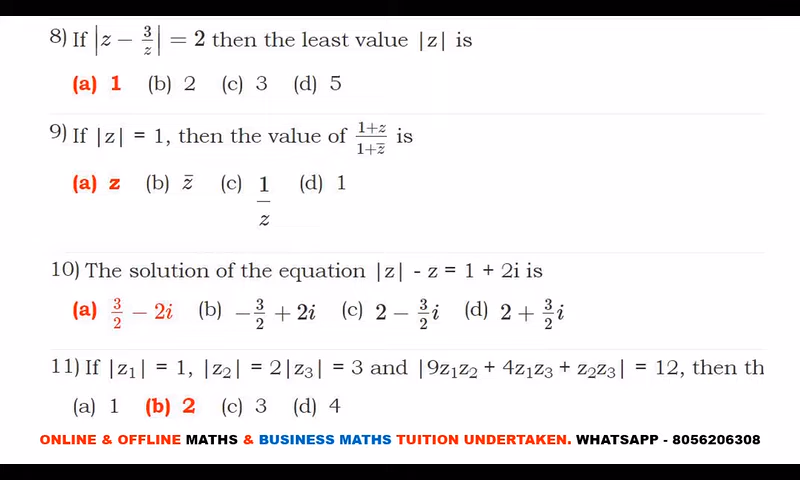 8) If |z − 3/z| = 2 then the least value |z| is
(a) 1 (b) 2 (c) 3 (d) 5
9) If |z| = 1, then the value of 1+z/1+z̄ is
(a) z (b) z̄ (c) 1/z (d) 1
10) The solution of the equation |z| - z = 1 + 2i is
(a) 3/2 − 2i (b) −3/2 + 2i (c) 2 − 3/2i (d) 2 + 3/2i
11) If |z₁| = 1, |z₂| = 2|z₃| = 3 and |9z₁z₂ + 4z₁z₃ + z₂z₃| = 12, then th
(a) 1 (b) 2 (c) 3 (d) 4
ONLINE & OFFLINE MATHS & BUSINESS MATHS TUITION UNDERTAKEN. WHATSAPP - 8056206308